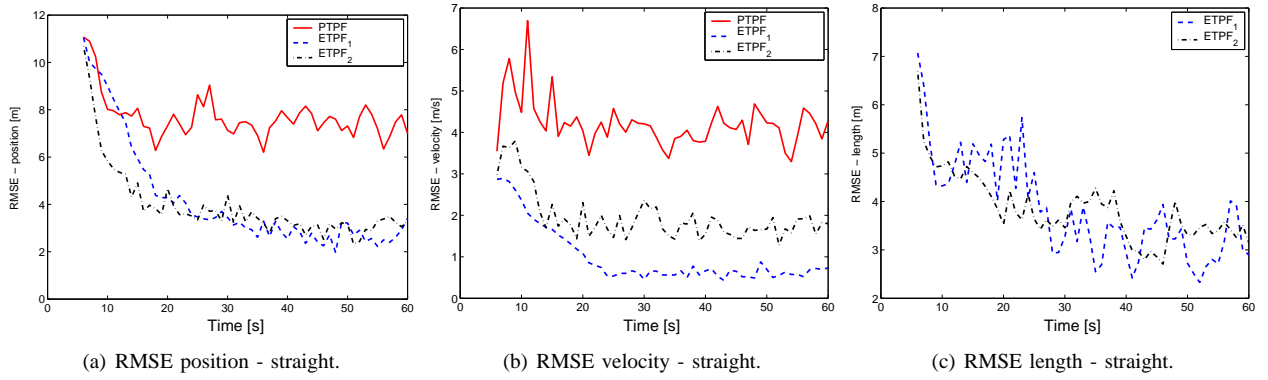 12
10
8
6
4
2
0
RMSE – position [m]
0 10 20 30 40 50 60
Time [s]
PTPF
ETPF1
ETPF2
(a) RMSE position - straight.
7
6
5
4
3
2
1
0
RMSE – velocity [m/s]
0 10 20 30 40 50 60
Time [s]
PTPF
ETPF1
ETPF2
(b) RMSE velocity - straight.
8
7
6
5
4
3
2
RMSE – length [m]
0 10 20 30 40 50 60
Time [s]
ETPF1
ETPF2
(c) RMSE length - straight.